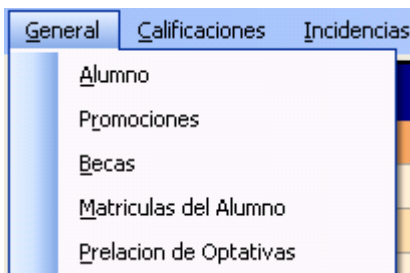 General Calificaciones Incidencias
Alumno
Promociones
Becas
Matriculas del Alumno
Prelacion de Optativas